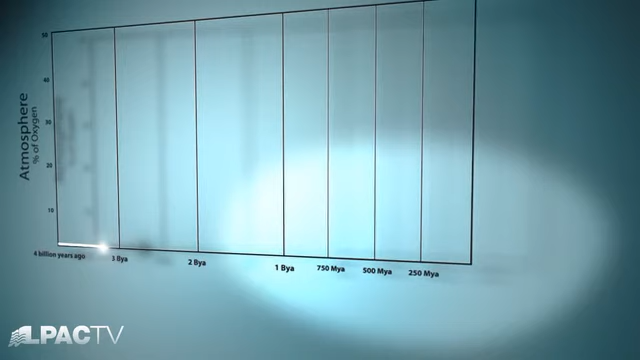 50
40
30
20
10
Atmosphere
% of Oxygen
4 billion years ago
3 Bya
2 Bya
1 Bya
750 Mya
500 Mya
250 Mya
LPACTV